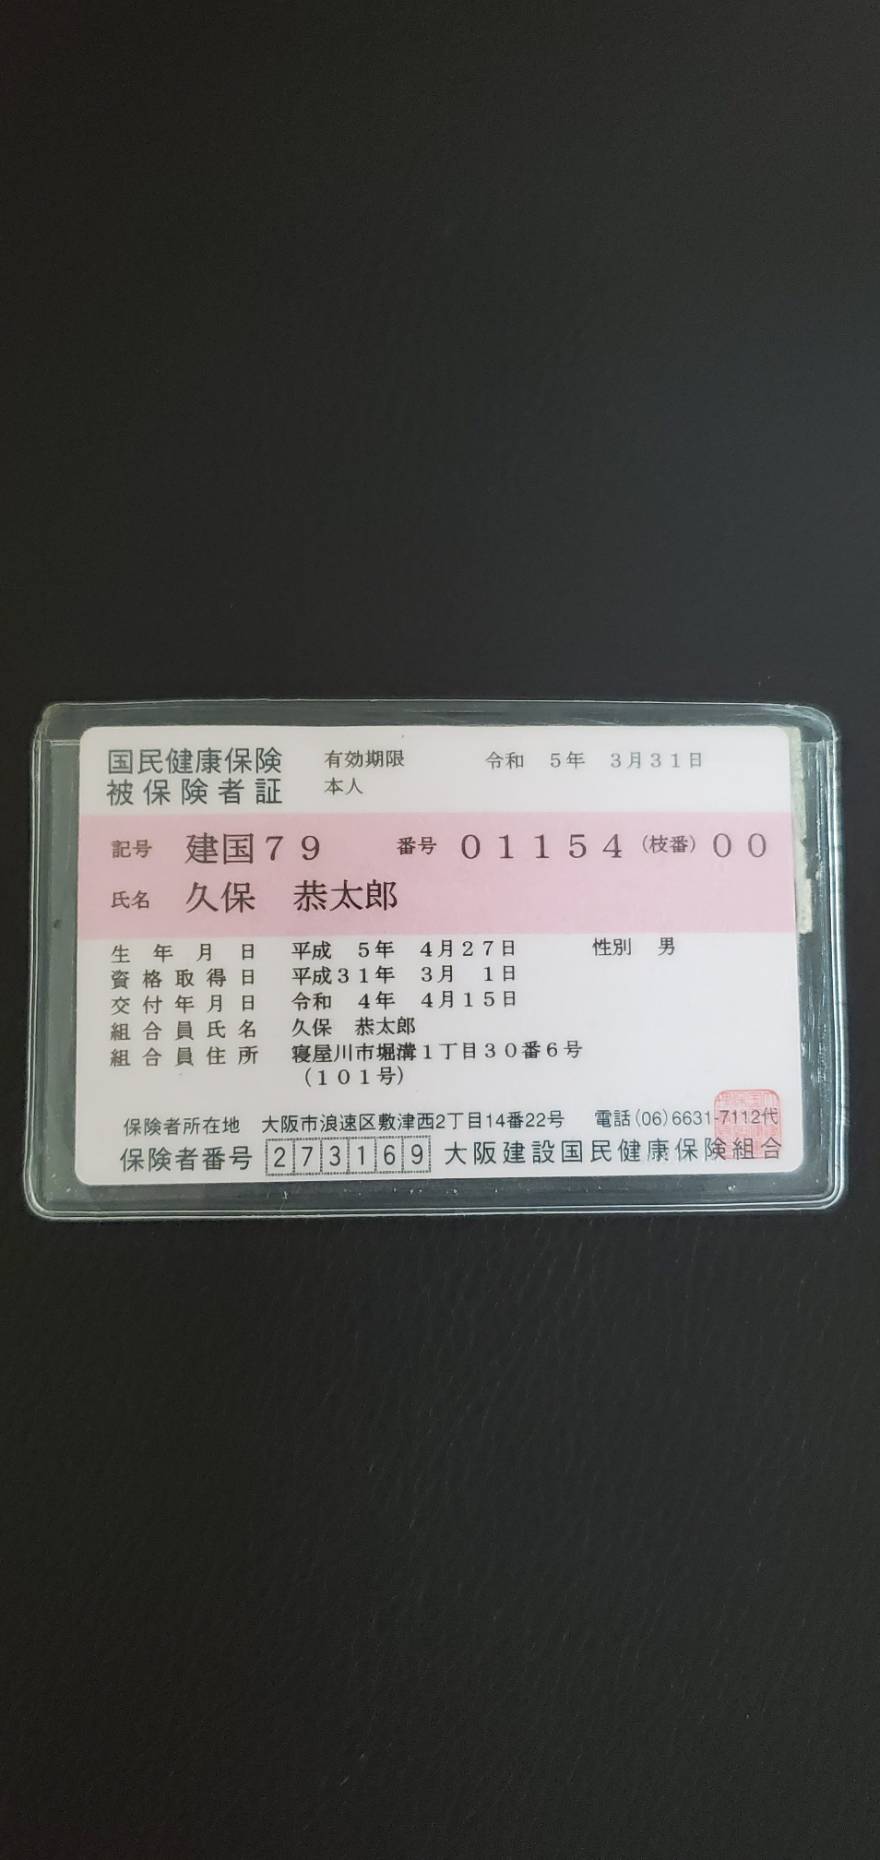 国民健康保険 有効期限 令和 5年 3月31日
被保険者証 本人
記号 建国79 番号 01154 (枝番) 00
氏名 久保 恭太郎
生年月日 平成 5年 4月27日 性別 男
資格取得日 平成31年 3月 1日
交付年月日 令和 4年 4月15日
組合員氏名 久保 恭太郎
組合員住所 寝屋川市堀溝1丁目30番6号
(101号)
保険者所在地 大阪市浪速区敷津西2丁目14番22号 電話(06)6631-7112代
保険者番号 273169 大阪建設国民健康保険組合